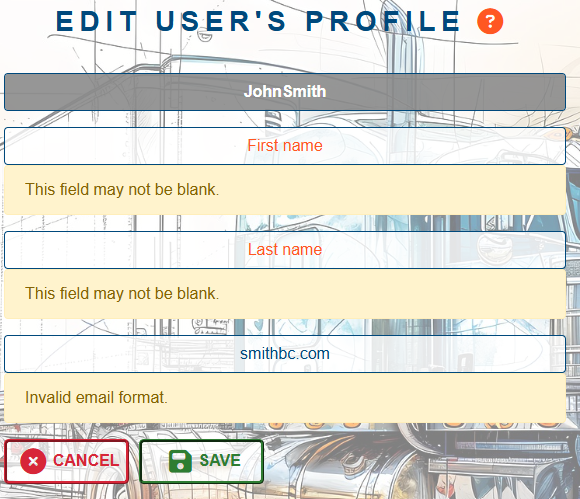 EDIT USER'S PROFILE ?
JohnSmith
First name
This field may not be blank.
Last name
This field may not be blank.
smithbc.com
Invalid email format.
CANCEL SAVE